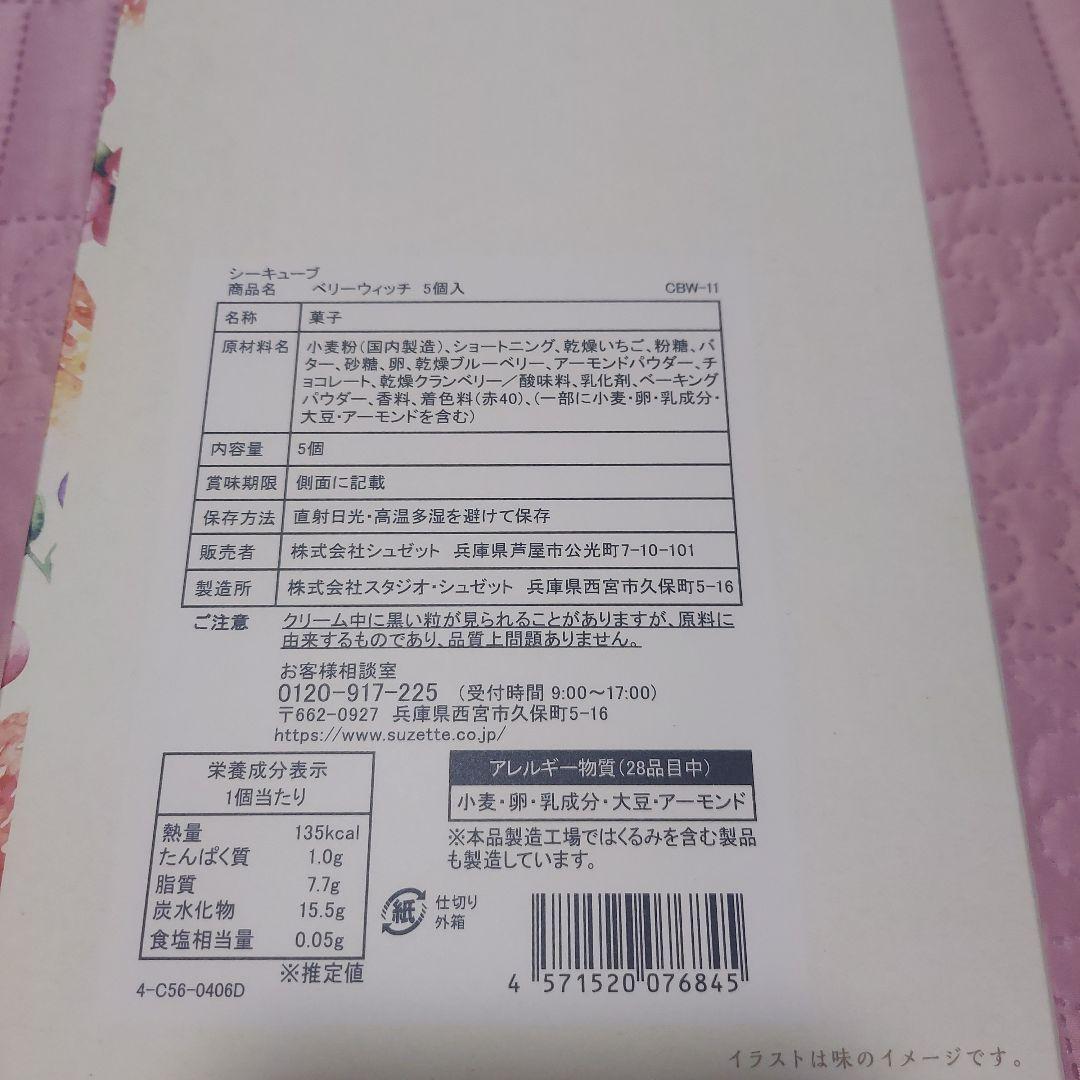 シーキューブ
商品名 ベリーウィッチ 5個入 CBW-11
名称 菓子
原材料名 小麦粉(国内製造)、ショートニング、乾燥いちご、粉糖、バ
ター、砂糖、卵、乾燥ブルーベリー、アーモンドパウダー、チ
ョコレート、乾燥クランベリー/酸味料、乳化剤、ベーキング
パウダー、香料、着色料(赤40)、(一部に小麦・卵・乳成分・
大豆・アーモンドを含む)
内容量 5個
賞味期限 側面に記載
保存方法 直射日光・高温多湿を避けて保存
販売者 株式会社シュゼット 兵庫県芦屋市公光町7-10-101
製造所 株式会社スタジオ・シュゼット 兵庫県西宮市久保町5-16
ご注意 クリーム中に黒い粒が見られることがありますが、原料に
由来するものであり、品質上問題ありません。
お客様相談室
0120-917-225 (受付時間 9:00~17:00)
〒662-0927 兵庫県西宮市久保町5-16
https://www.suzette.co.jp/
栄養成分表示
1個当たり
熱量 135kcal
たんぱく質 1.0g
脂質 7.7g
炭水化物 15.5g
食塩相当量 0.05g
※推定値
4-C56-0406D
アレルギー物質(28品目中)
小麦・卵・乳成分・大豆・アーモンド
※本品製造工場ではくるみを含む製品
も製造しています。
紙
仕切り
外箱
4 571520 076845
イラストは味のイメージです。